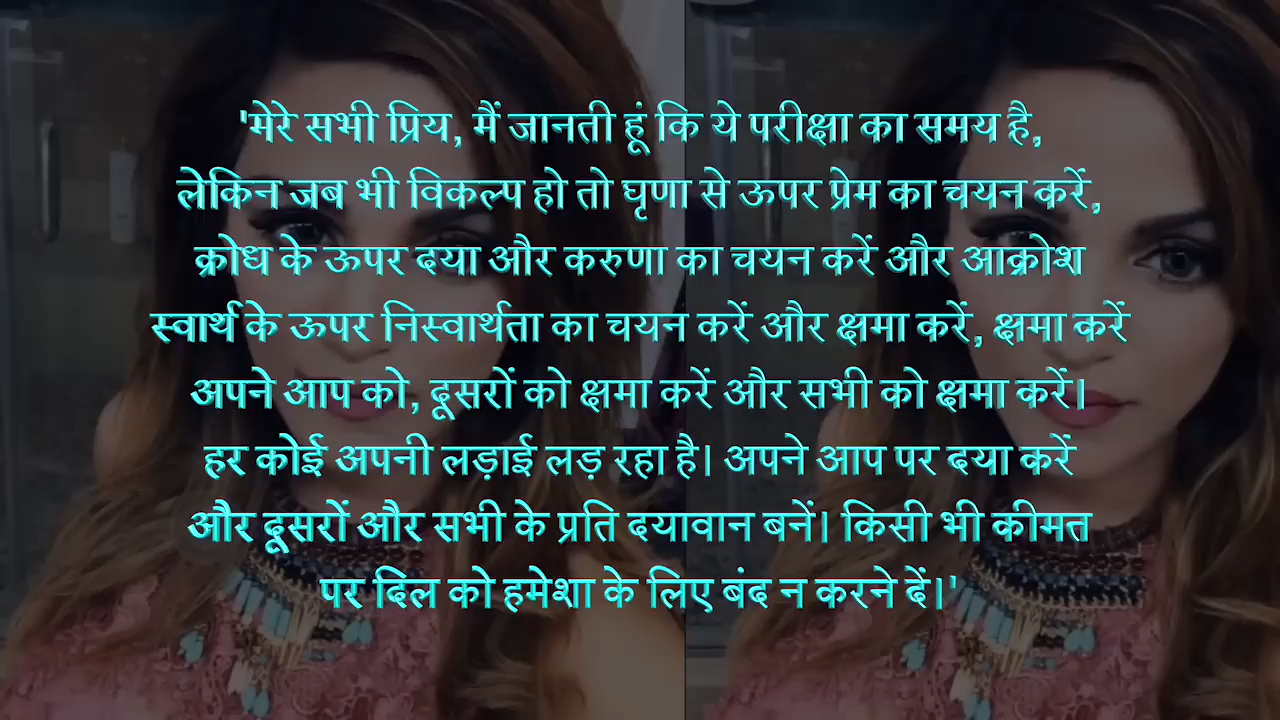 'मेरे सभी प्रिय, मैं जानती हूं कि ये परीक्षा का समय है,
लेकिन जब भी विकल्प हो तो घृणा से ऊपर प्रेम का चयन करें,
क्रोध के ऊपर दया और करुणा का चयन करें और आक्रोश
स्वार्थ के ऊपर निस्वार्थता का चयन करें और क्षमा करें, क्षमा करें
अपने आप को, दूसरों को क्षमा करें और सभी को क्षमा करें।
हर कोई अपनी लड़ाई लड़ रहा है। अपने आप पर दया करें
और दूसरों और सभी के प्रति दयावान बनें। किसी भी कीमत
पर दिल को हमेशा के लिए बंद न करने दें।'